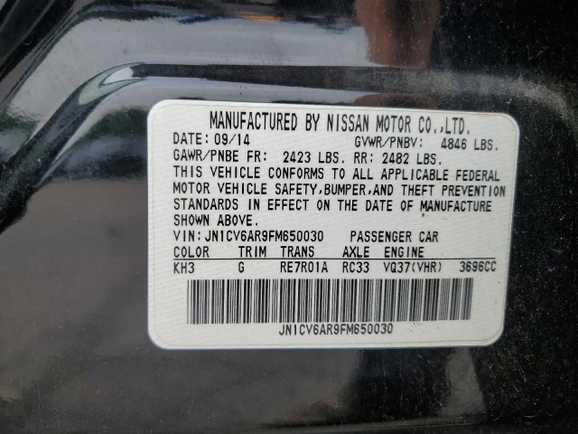 MANUFACTURED BY NISSAN MOTOR CO.,LTD.
DATE: 09/14 GVWR/PNBV: 4846 LBS.
GAWR/PNBE FR: 2423 LBS. RR: 2482 LBS.
THIS VEHICLE CONFORMS TO ALL APPLICABLE FEDERAL
MOTOR VEHICLE SAFETY,BUMPER,AND THEFT PREVENTION
STANDARDS IN EFFECT ON THE DATE OF MANUFACTURE
SHOWN ABOVE.
VIN: JN1CV6AR9FM650030 PASSENGER CAR
COLOR TRIM TRANS AXLE ENGINE
KH3 G RE7R01A RC33 VQ37(VHR) 3696CC
JN1CV6AR9FM650030